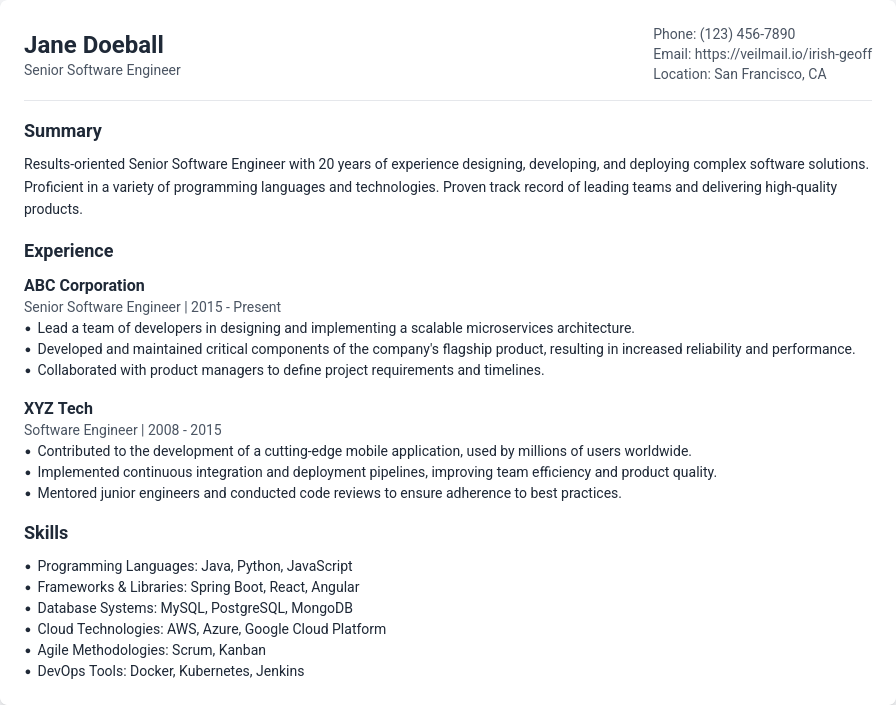 Jane Doeball
Senior Software Engineer
Phone: (123) 456-7890
Email: https://veilmail.io/irish-geoff
Location: San Francisco, CA
Summary
Results-oriented Senior Software Engineer with 20 years of experience designing, developing, and deploying complex software solutions.
Proficient in a variety of programming languages and technologies. Proven track record of leading teams and delivering high-quality
products.
Experience
ABC Corporation
Senior Software Engineer | 2015 - Present
• Lead a team of developers in designing and implementing a scalable microservices architecture.
• Developed and maintained critical components of the company's flagship product, resulting in increased reliability and performance.
• Collaborated with product managers to define project requirements and timelines.
XYZ Tech
Software Engineer | 2008 - 2015
• Contributed to the development of a cutting-edge mobile application, used by millions of users worldwide.
• Implemented continuous integration and deployment pipelines, improving team efficiency and product quality.
• Mentored junior engineers and conducted code reviews to ensure adherence to best practices.
Skills
• Programming Languages: Java, Python, JavaScript
• Frameworks & Libraries: Spring Boot, React, Angular
• Database Systems: MySQL, PostgreSQL, MongoDB
• Cloud Technologies: AWS, Azure, Google Cloud Platform
• Agile Methodologies: Scrum, Kanban
• DevOps Tools: Docker, Kubernetes, Jenkins